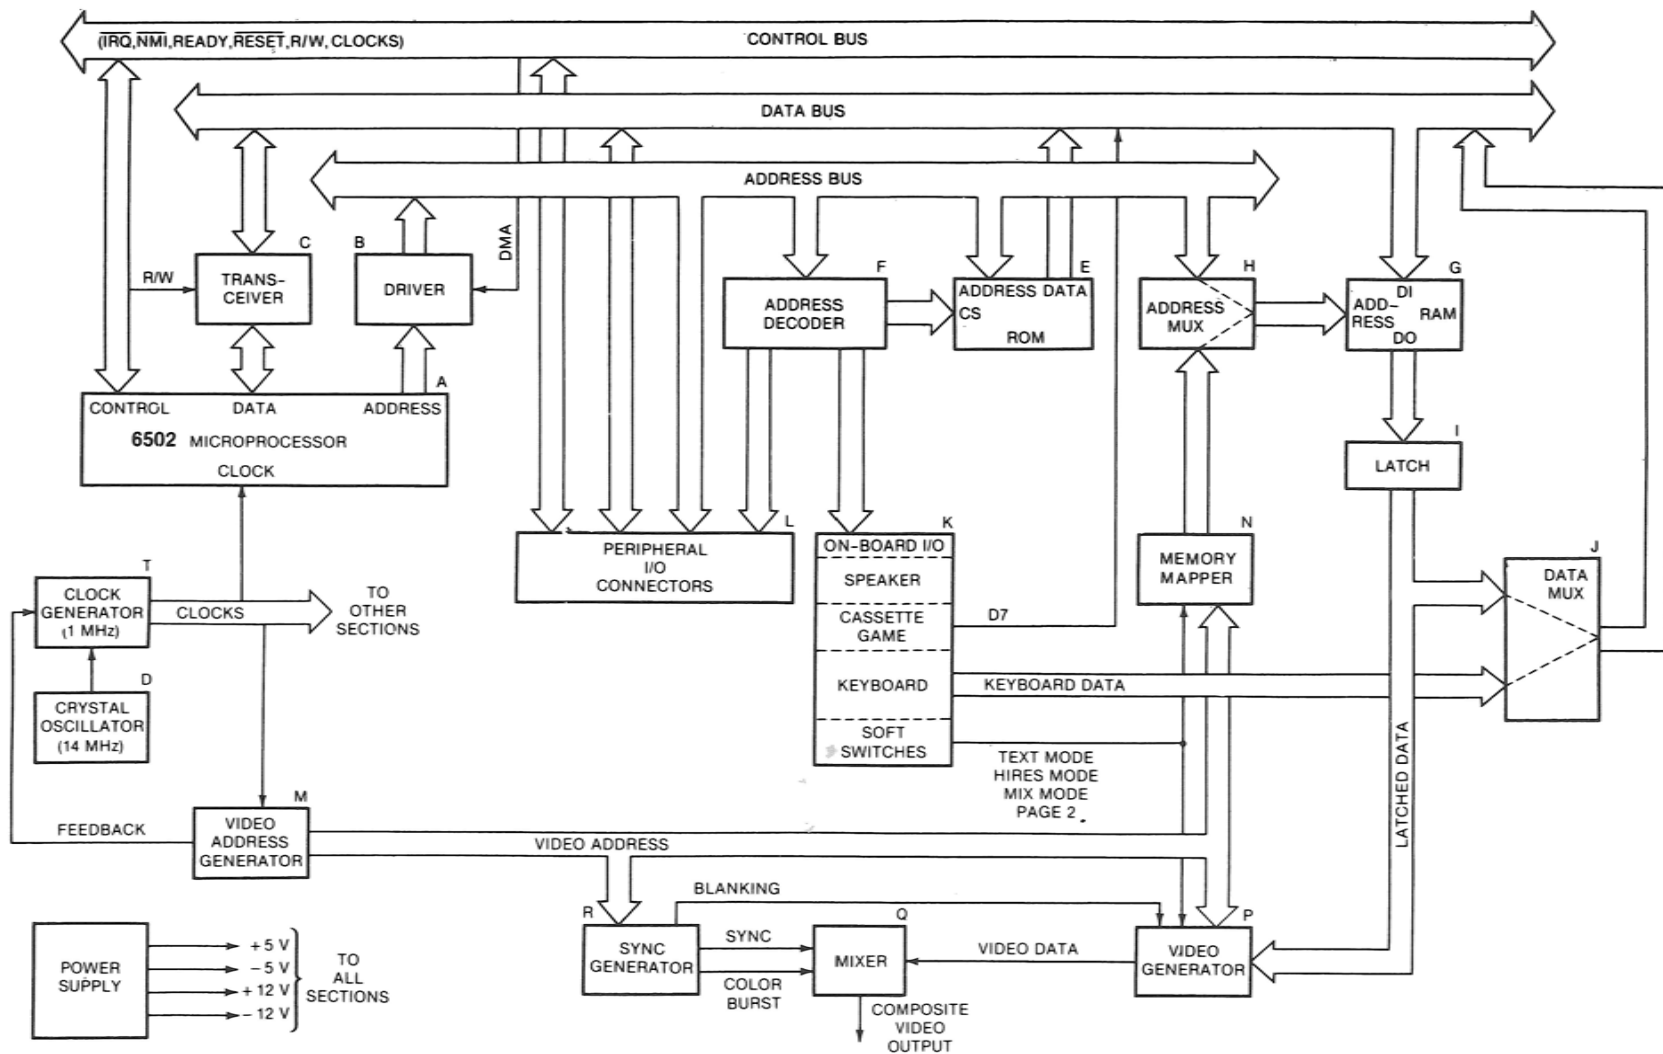 (IRQ,NMI,READY,RESET,R/W,CLOCKS)
CONTROL BUS
DATA BUS
ADDRESS BUS
DMA
C
TRANS-
CEIVER
R/W
B
DRIVER
F
ADDRESS
DECODER
E
ADDRESS DATA
CS
ROM
H
ADDRESS
MUX
G
DI
ADD-
RESS
RAM
DO
A
CONTROL
DATA
ADDRESS
6502 MICROPROCESSOR
CLOCK
I
LATCH
L
PERIPHERAL
I/O
CONNECTORS
K
ON-BOARD I/O
SPEAKER
CASSETTE
GAME
KEYBOARD
SOFT
SWITCHES
D7
KEYBOARD DATA
TEXT MODE
HIRES MODE
MIX MODE
PAGE 2
N
MEMORY
MAPPER
J
DATA
MUX
LATCHED DATA
T
CLOCK
GENERATOR
(1 MHz)
CLOCKS
TO
OTHER
SECTIONS
D
CRYSTAL
OSCILLATOR
(14 MHz)
M
VIDEO
ADDRESS
GENERATOR
FEEDBACK
VIDEO ADDRESS
BLANKING
R
SYNC
GENERATOR
SYNC
COLOR
BURST
Q
MIXER
VIDEO DATA
P
VIDEO
GENERATOR
COMPOSITE
VIDEO
OUTPUT
POWER
SUPPLY
+5 V
−5 V
+12 V
−12 V
TO
ALL
SECTIONS